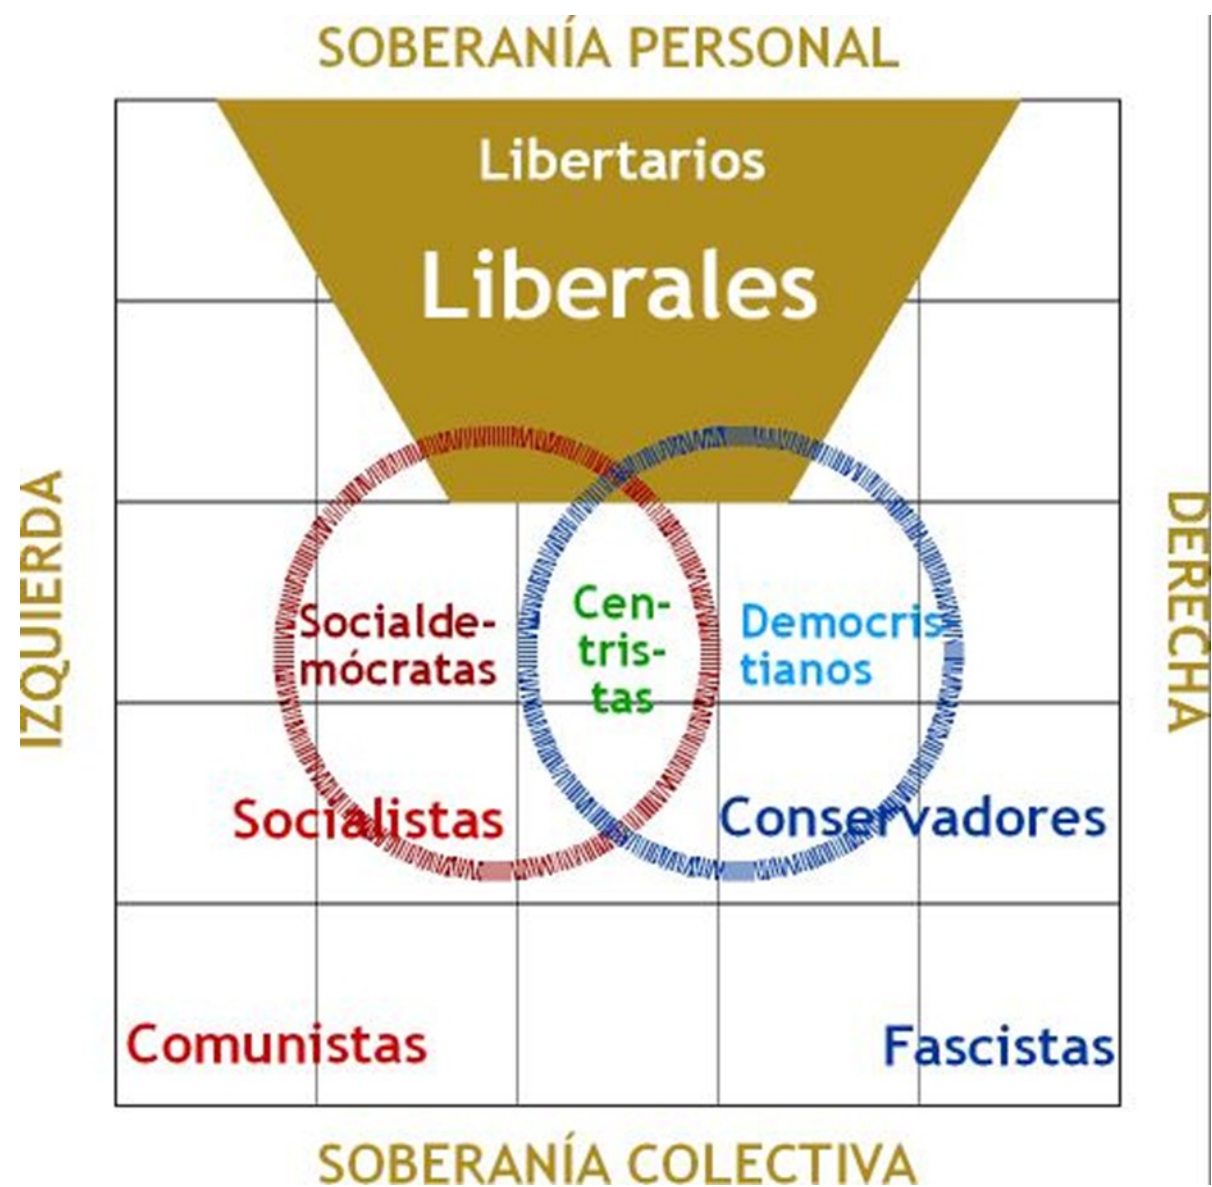 SOBERANÍA PERSONAL
Libertarios
Liberales
IZQUIERDA
DERECHA
Socialde-
mócratas
Cen-
tris-
tas
Democris
tianos
Socialistas
Conservadores
Comunistas
Fascistas
SOBERANÍA COLECTIVA